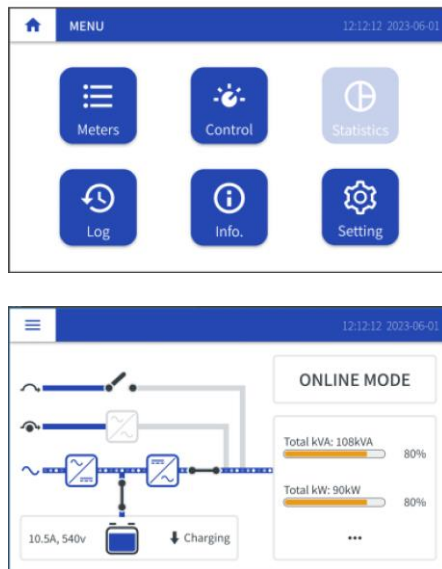 MENU 12:12:12 2023-06-01
Meters Control Statistics
Log Info. Setting
12:12:12 2023-06-01
ONLINE MODE
Total kVA: 108kVA
80%
Total kW: 90kW
80%
10.5A, 540v Charging
...